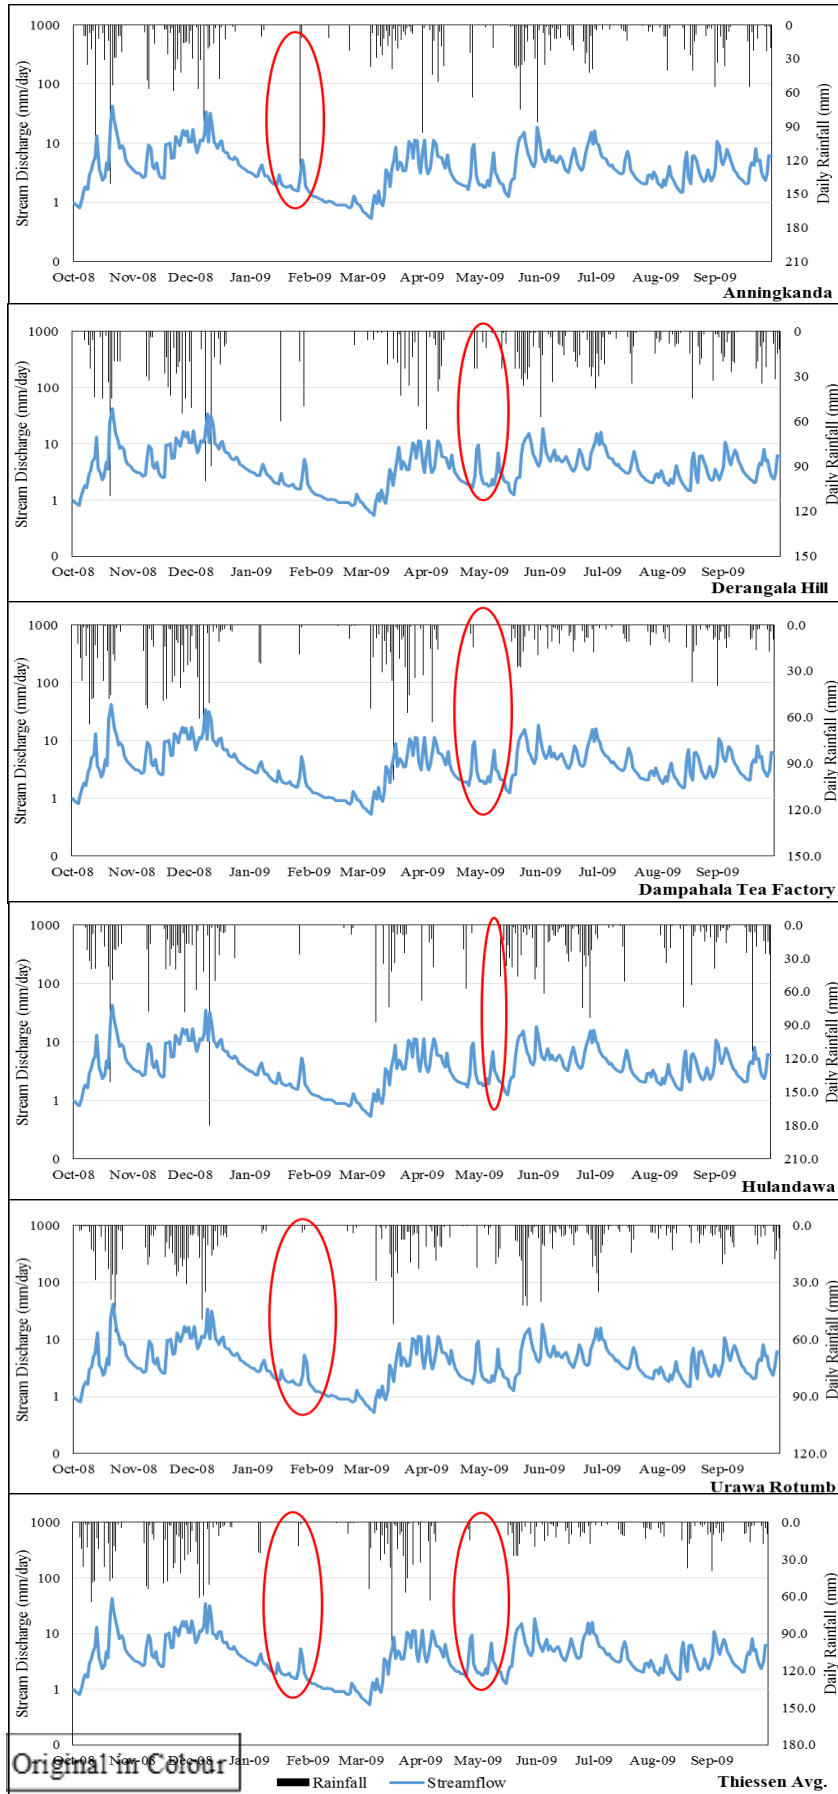 Stream Discharge (mm/day)
1000
100
10
1
0
0
30
60
90
120
150
180
210
Daily Rainfall (mm)
Oct-08 Nov-08 Dec-08 Jan-09 Feb-09 Mar-09 Apr-09 May-09 Jun-09 Jul-09 Aug-09 Sep-09
Anningkanda
Stream Discharge (mm/day)
1000
100
10
1
0
0
30
60
90
120
150
Daily Rainfall (mm)
Oct-08 Nov-08 Dec-08 Jan-09 Feb-09 Mar-09 Apr-09 May-09 Jun-09 Jul-09 Aug-09 Sep-09
Derangala Hill
Stream Discharge (mm/day)
1000
100
10
1
0
0.0
30.0
60.0
90.0
120.0
150.0
Daily Rainfall (mm)
Oct-08 Nov-08 Dec-08 Jan-09 Feb-09 Mar-09 Apr-09 May-09 Jun-09 Jul-09 Aug-09 Sep-09
Dampahala Tea Factory
Stream Discharge (mm/day)
1000
100
10
1
0
0.0
30.0
60.0
90.0
120.0
150.0
180.0
210.0
Daily Rainfall (mm)
Oct-08 Nov-08 Dec-08 Jan-09 Feb-09 Mar-09 Apr-09 May-09 Jun-09 Jul-09 Aug-09 Sep-09
Hulandawa
Stream Discharge (mm/day)
1000
100
10
1
0
0.0
30.0
60.0
90.0
120.0
Daily Rainfall (mm)
Oct-08 Nov-08 Dec-08 Jan-09 Feb-09 Mar-09 Apr-09 May-09 Jun-09 Jul-09 Aug-09 Sep-09
Urawa Rotumb
Stream Discharge (mm/day)
1000
100
10
1
0
0.0
30.0
60.0
90.0
120.0
150.0
180.0
Daily Rainfall (mm)
Oct-08 Nov-08 Dec-08 Jan-09 Feb-09 Mar-09 Apr-09 May-09 Jun-09 Jul-09 Aug-09 Sep-09
Original in Colour
Rainfall Streamflow
Thiessen Avg.